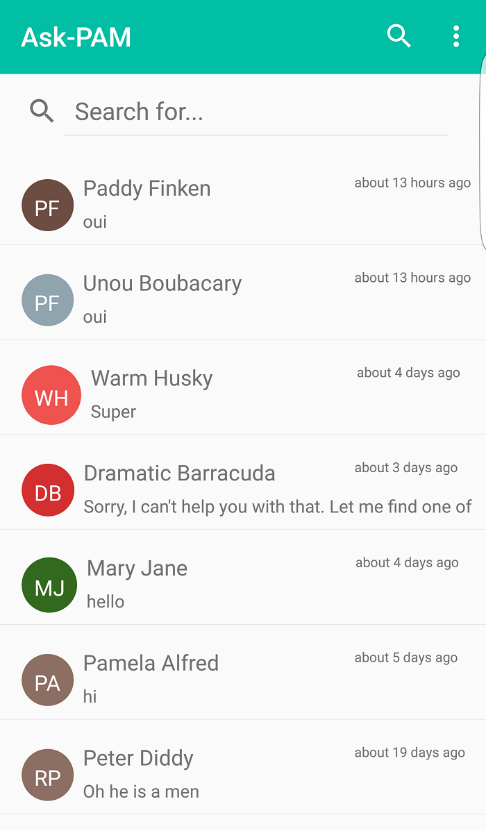 Ask-PAM
Search for...
PF
Paddy Finken
about 13 hours ago
oui
PF
Unou Boubacary
about 13 hours ago
oui
WH
Warm Husky
about 4 days ago
Super
DB
Dramatic Barracuda
about 3 days ago
Sorry, I can't help you with that. Let me find one of
MJ
Mary Jane
about 4 days ago
hello
PA
Pamela Alfred
about 5 days ago
hi
RP
Peter Diddy
about 19 days ago
Oh he is a men